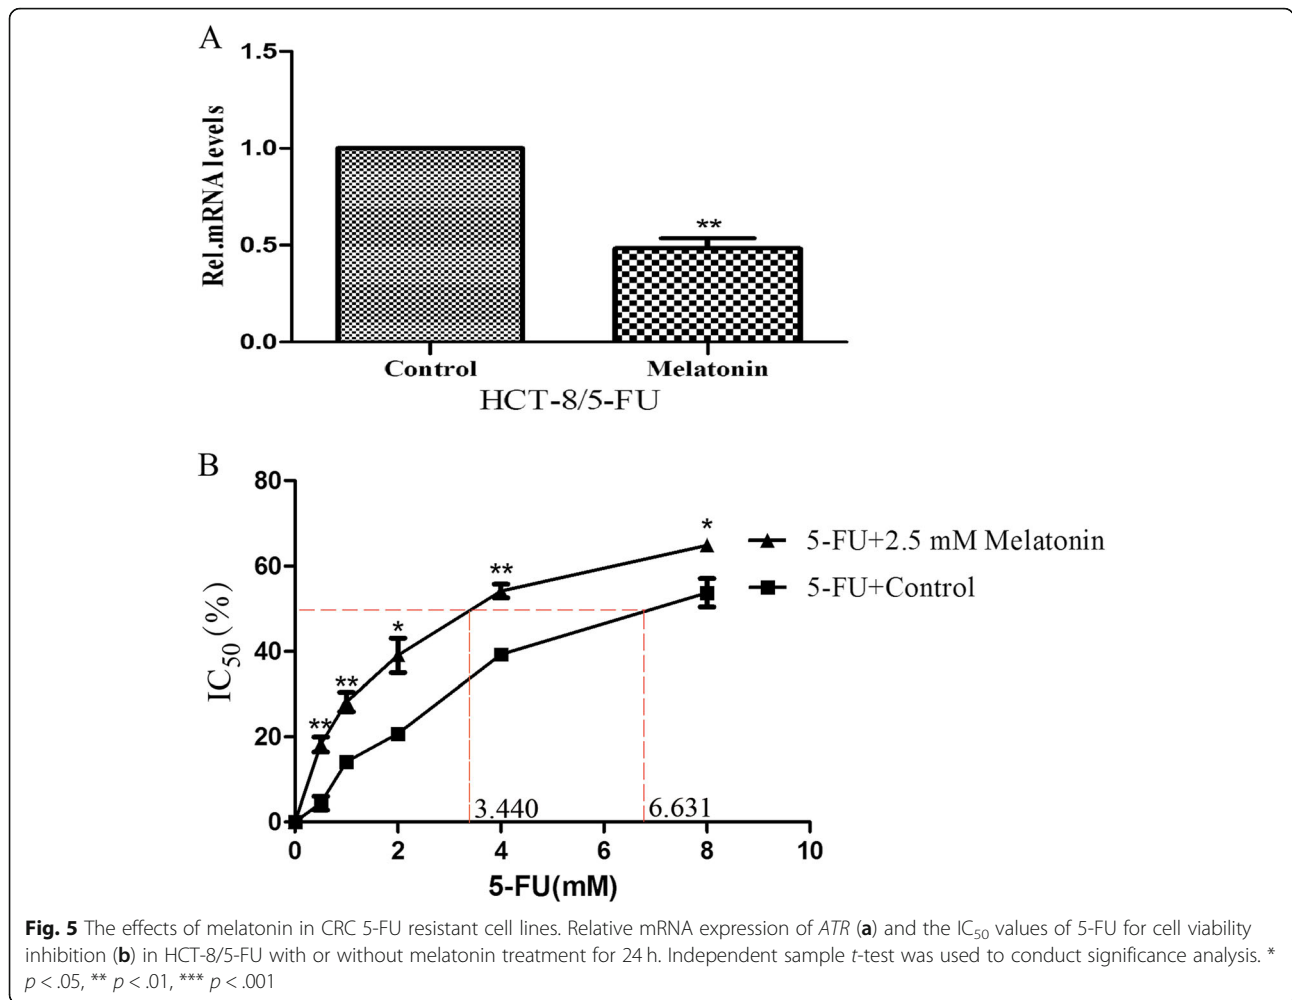 A
1.5
1.0
0.5
0.0
Rel.mRNA levels
**
Control Melatonin
HCT-8/5-FU
B
80
60
40
20
0
IC50 (%)
** ** * ** *
5-FU+2.5 mM Melatonin
5-FU+Control
3.440 6.631
0 2 4 6 8 10
5-FU(mM)
Fig. 5 The effects of melatonin in CRC 5-FU resistant cell lines. Relative mRNA expression of ATR (a) and the IC50 values of 5-FU for cell viability
inhibition (b) in HCT-8/5-FU with or without melatonin treatment for 24 h. Independent sample t-test was used to conduct significance analysis. *
p < .05, ** p < .01, *** p < .001